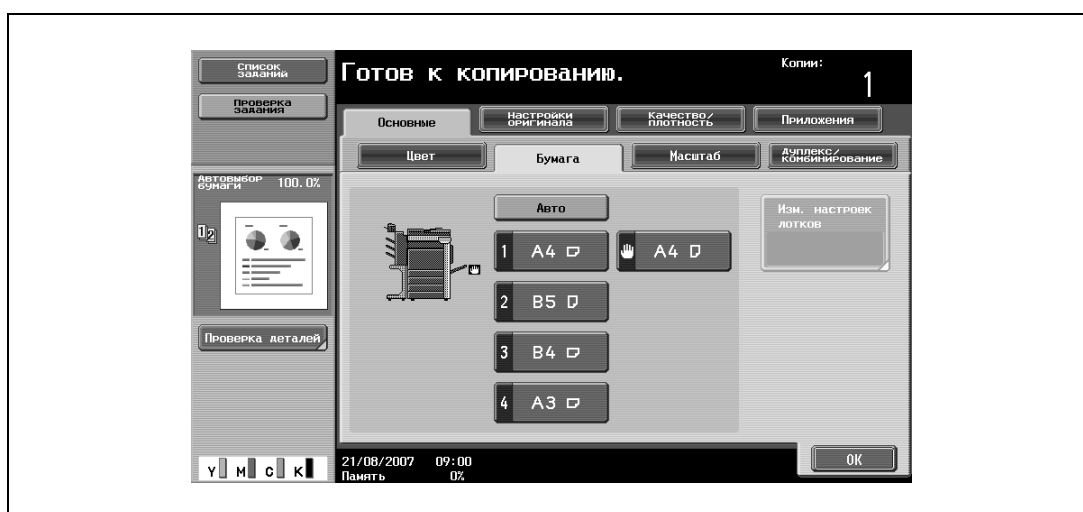 Список
заданий
Готов к копированию.
Копии:
1
Проверка
задания
Основные
Настройки
оригинала
Качество/
плотность
Приложения
Цвет
Бумага
Масштаб
Дуплекс/
комбинирование
Автовыбор
бумаги 100.0%
12
Авто
Изм. настроек
лотков
1 A4
A4
2 B5
Проверка деталей
3 B4
4 A3
Y M C K
21/08/2007 09:00
Память 0%
OK